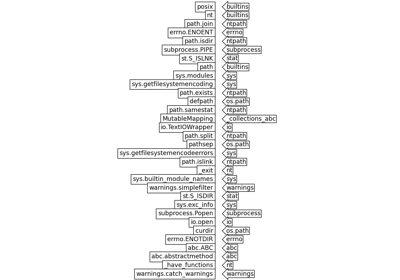 posix builtins
nt builtins
path.join ntpath
errno.ENOENT errno
path.isdir ntpath
subprocess.PIPE subprocess
st.S_ISLNK stat
path builtins
sys.modules sys
sys.getfilesystemencoding sys
path.exists ntpath
defpath os.path
path.samestat ntpath
MutableMapping _collections_abc
io.TextIOWrapper io
path.split ntpath
pathsep os.path
sys.getfilesystemencodeerrors sys
path.islink ntpath
_exit nt
sys.builtin_module_names sys
warnings.simplefilter warnings
st.S_ISDIR stat
sys.exc_info sys
subprocess.Popen subprocess
io.open io
curdir os.path
errno.ENOTDIR errno
abc.ABC abc
abc.abstractmethod abc
_have_functions nt
warnings.catch_warnings warnings